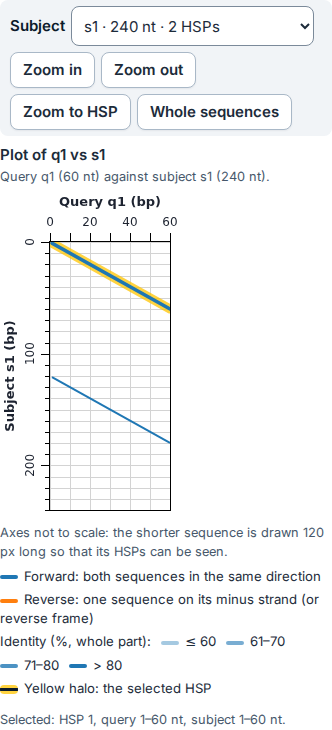 Subject s1 · 240 nt · 2 HSPs
Zoom in Zoom out
Zoom to HSP Whole sequences
Plot of q1 vs s1
Query q1 (60 nt) against subject s1 (240 nt).
Query q1 (bp)
0 20 40 60
0
100
200
Subject s1 (bp)
Axes not to scale: the shorter sequence is drawn 120
px long so that its HSPs can be seen.
Forward: both sequences in the same direction
Reverse: one sequence on its minus strand (or
reverse frame)
Identity (%, whole part): ≤ 60 61–70
71–80 > 80
Yellow halo: the selected HSP
Selected: HSP 1, query 1–60 nt, subject 1–60 nt.